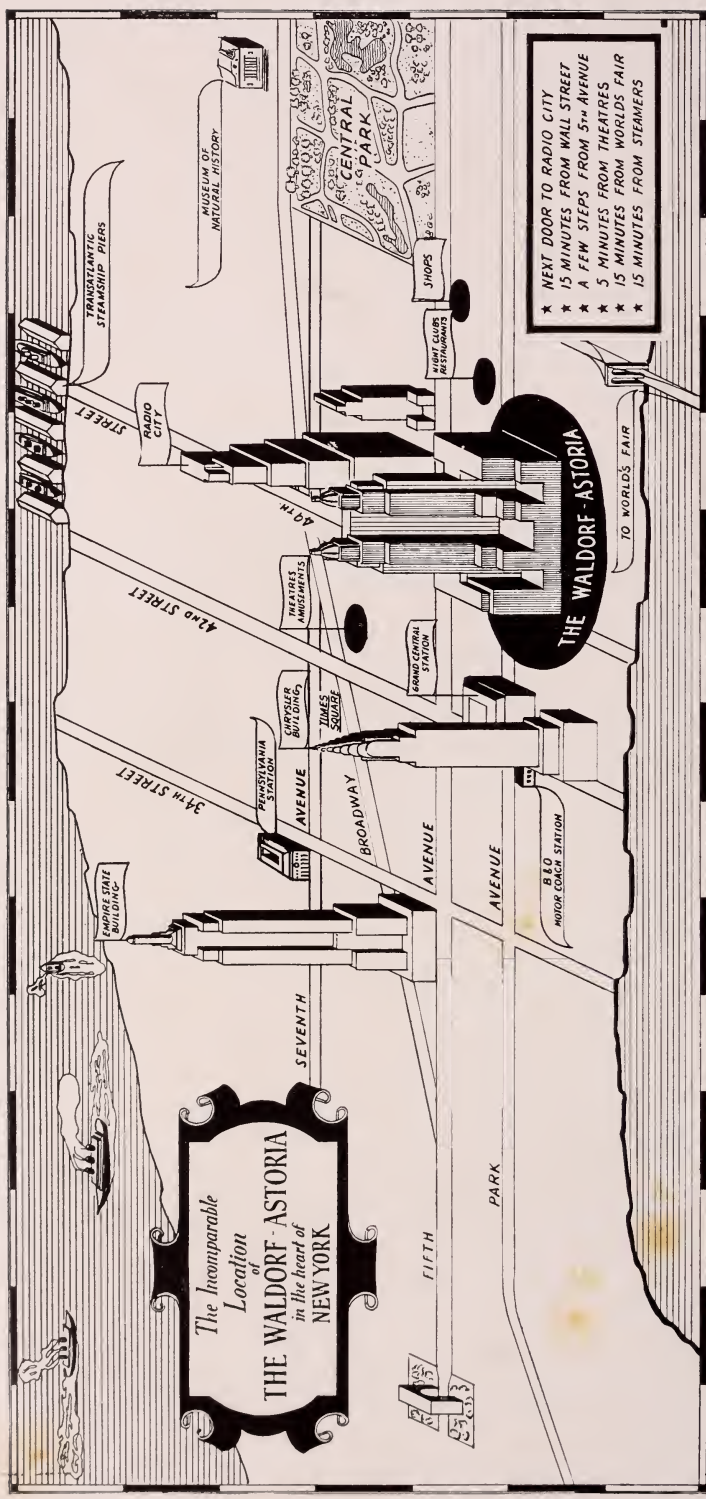 The Incomparable
Location
of
THE WALDORF-ASTORIA
in the heart of
NEW YORK
EMPIRE STATE
BUILDING
34TH STREET
PENNSYLVANIA
STATION
SEVENTH AVENUE
BROADWAY
FIFTH AVENUE
PARK AVENUE
CHRYSLER
BUILDING
TIMES
SQUARE
42ND STREET
THEATRES
AMUSEMENTS
GRAND CENTRAL
STATION
B & O
MOTOR COACH STATION
TRANSATLANTIC
STEAMSHIP PIERS
49TH STREET
RADIO
CITY
MUSEUM OF
NATURAL HISTORY
CENTRAL
PARK
NIGHT CLUBS
RESTAURANTS
SHOPS
THE WALDORF-ASTORIA
TO WORLD'S FAIR
★ NEXT DOOR TO RADIO CITY
★ 15 MINUTES FROM WALL STREET
★ A FEW STEPS FROM 5TH AVENUE
★ 5 MINUTES FROM THEATRES
★ 15 MINUTES FROM WORLDS FAIR
★ 15 MINUTES FROM STEAMERS